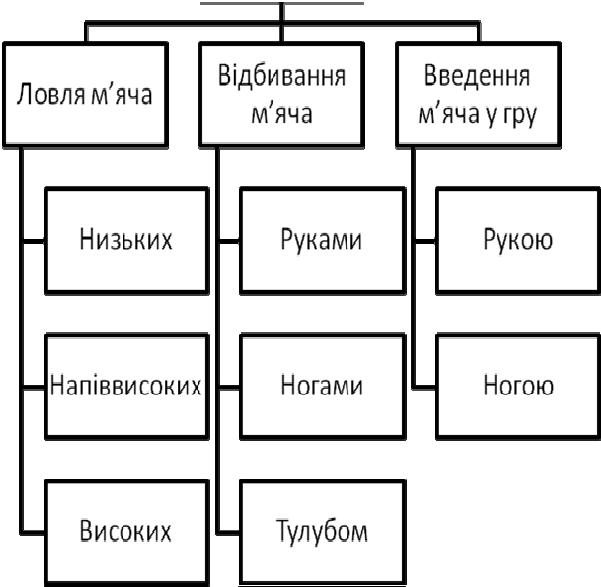 Ловля м’яча
Відбивання
м’яча
Введення
м’яча у гру
Низьких
Руками
Рукою
Напіввисоких
Ногами
Ногою
Високих
Тулубом